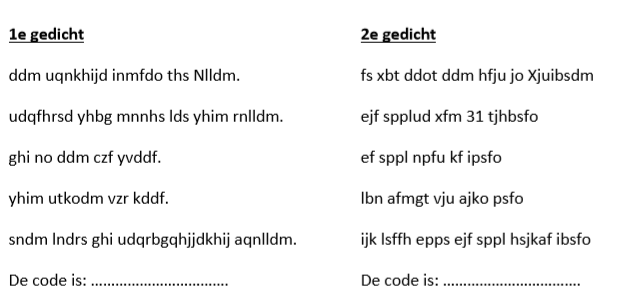 1e gedicht
ddm uqnkhijd inmfdo ths Nlldm.
udqfhrsd yhbg mnnhs lds yhim rnlldm.
ghi no ddm czf yvddf.
yhim utkodm vzr kddf.
sndm lndrs ghi udqrbgqhjjdkhij aqnlldm.
De code is: .................................
2e gedicht
fs xbt ddot ddm hfju jo Xjuibsdm
ejf spplud xfm 31 tjhbsfo
ef sppl npfu kf ipsfo
lbn afmgt vju ajko psfo
ijk lsffh epps ejf sppl hsjkaf ibsfo
De code is: .................................